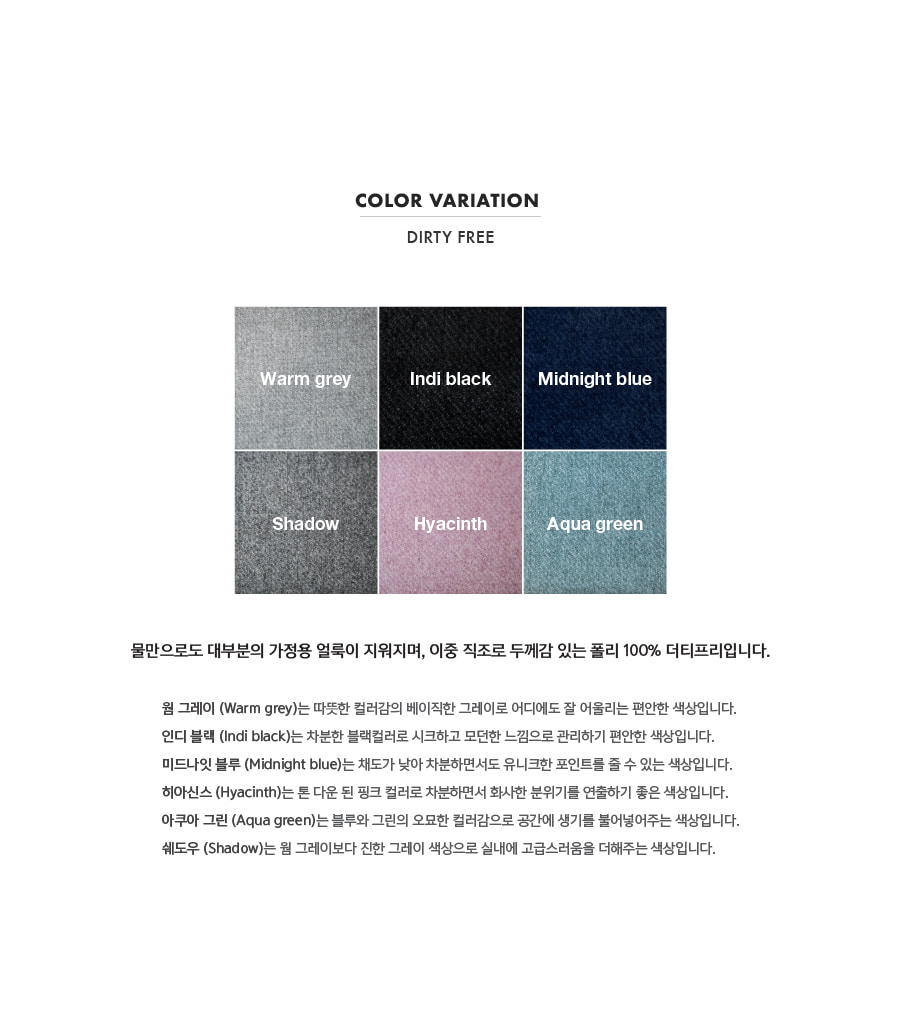 COLOR VARIATION
DIRTY FREE
Warm grey
Indi black
Midnight blue
Shadow
Hyacinth
Aqua green
물만으로도 대부분의 가정용 얼룩이 지워지며, 이중 직조로 두께감 있는 폴리 100% 더티프리입니다.
웜 그레이 (Warm grey)는 따뜻한 컬러감의 베이직한 그레이로 어디에도 잘 어울리는 편안한 색상입니다.
인디 블랙 (Indi black)는 차분한 블랙컬러로 시크하고 모던한 느낌으로 관리하기 편안한 색상입니다.
미드나잇 블루 (Midnight blue)는 채도가 낮아 차분하면서도 유니크한 포인트를 줄 수 있는 색상입니다.
히아신스 (Hyacinth)는 톤 다운 된 핑크 컬러로 차분하면서 화사한 분위기를 연출하기 좋은 색상입니다.
아쿠아 그린 (Aqua green)는 블루와 그린의 오묘한 컬러감으로 공간에 생기를 불어넣어주는 색상입니다.
쉐도우 (Shadow)는 웜 그레이보다 진한 그레이 색상으로 실내에 고급스러움을 더해주는 색상입니다.